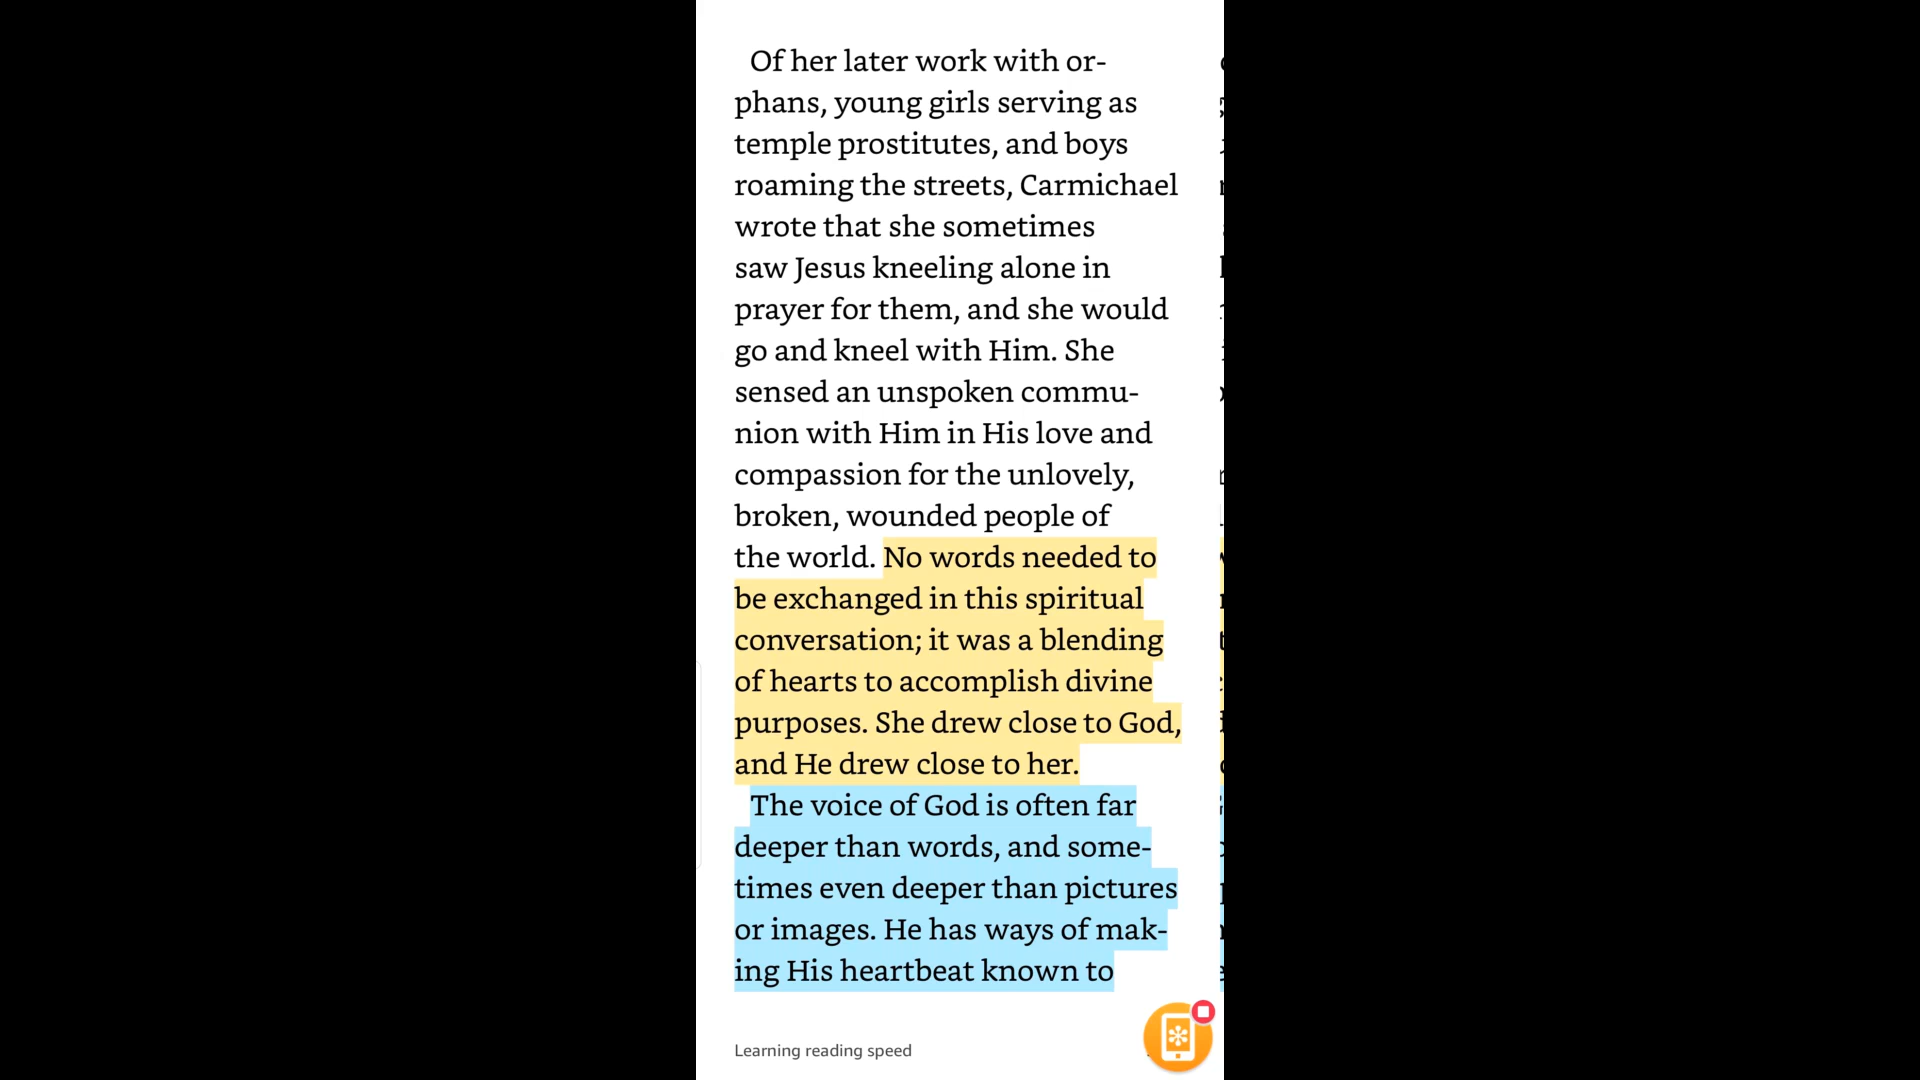 Of her later work with or-
phans, young girls serving as
temple prostitutes, and boys
roaming the streets, Carmichael
wrote that she sometimes
saw Jesus kneeling alone in
prayer for them, and she would
go and kneel with Him. She
sensed an unspoken commu-
nion with Him in His love and
compassion for the unlovely,
broken, wounded people of
the world. No words needed to
be exchanged in this spiritual
conversation; it was a blending
of hearts to accomplish divine
purposes. She drew close to God,
and He drew close to her.
The voice of God is often far
deeper than words, and some-
times even deeper than pictures
or images. He has ways of mak-
ing His heartbeat known to
Learning reading speed